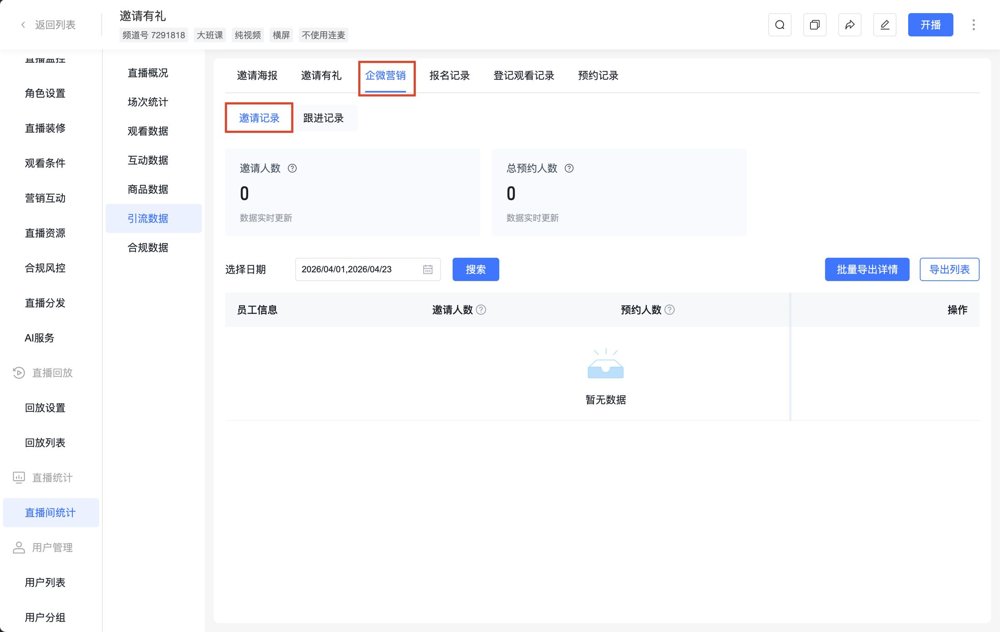 返回列表
邀请有礼
频道号 7291818
大班课
纯视频
横屏
不使用连麦
开播
直播监控
角色设置
直播装修
观看条件
营销互动
直播资源
合规风控
直播分发
AI服务
直播回放
回放设置
回放列表
直播统计
直播间统计
用户管理
用户列表
用户分组
直播概况
场次统计
观看数据
互动数据
商品数据
引流数据
合规数据
邀请海报
邀请有礼
企微营销
报名记录
登记观看记录
预约记录
邀请记录
跟进记录
邀请人数
0
数据实时更新
总预约人数
0
数据实时更新
选择日期
2026/04/01,2026/04/23
搜索
批量导出详情
导出列表
员工信息
邀请人数
预约人数
操作
暂无数据